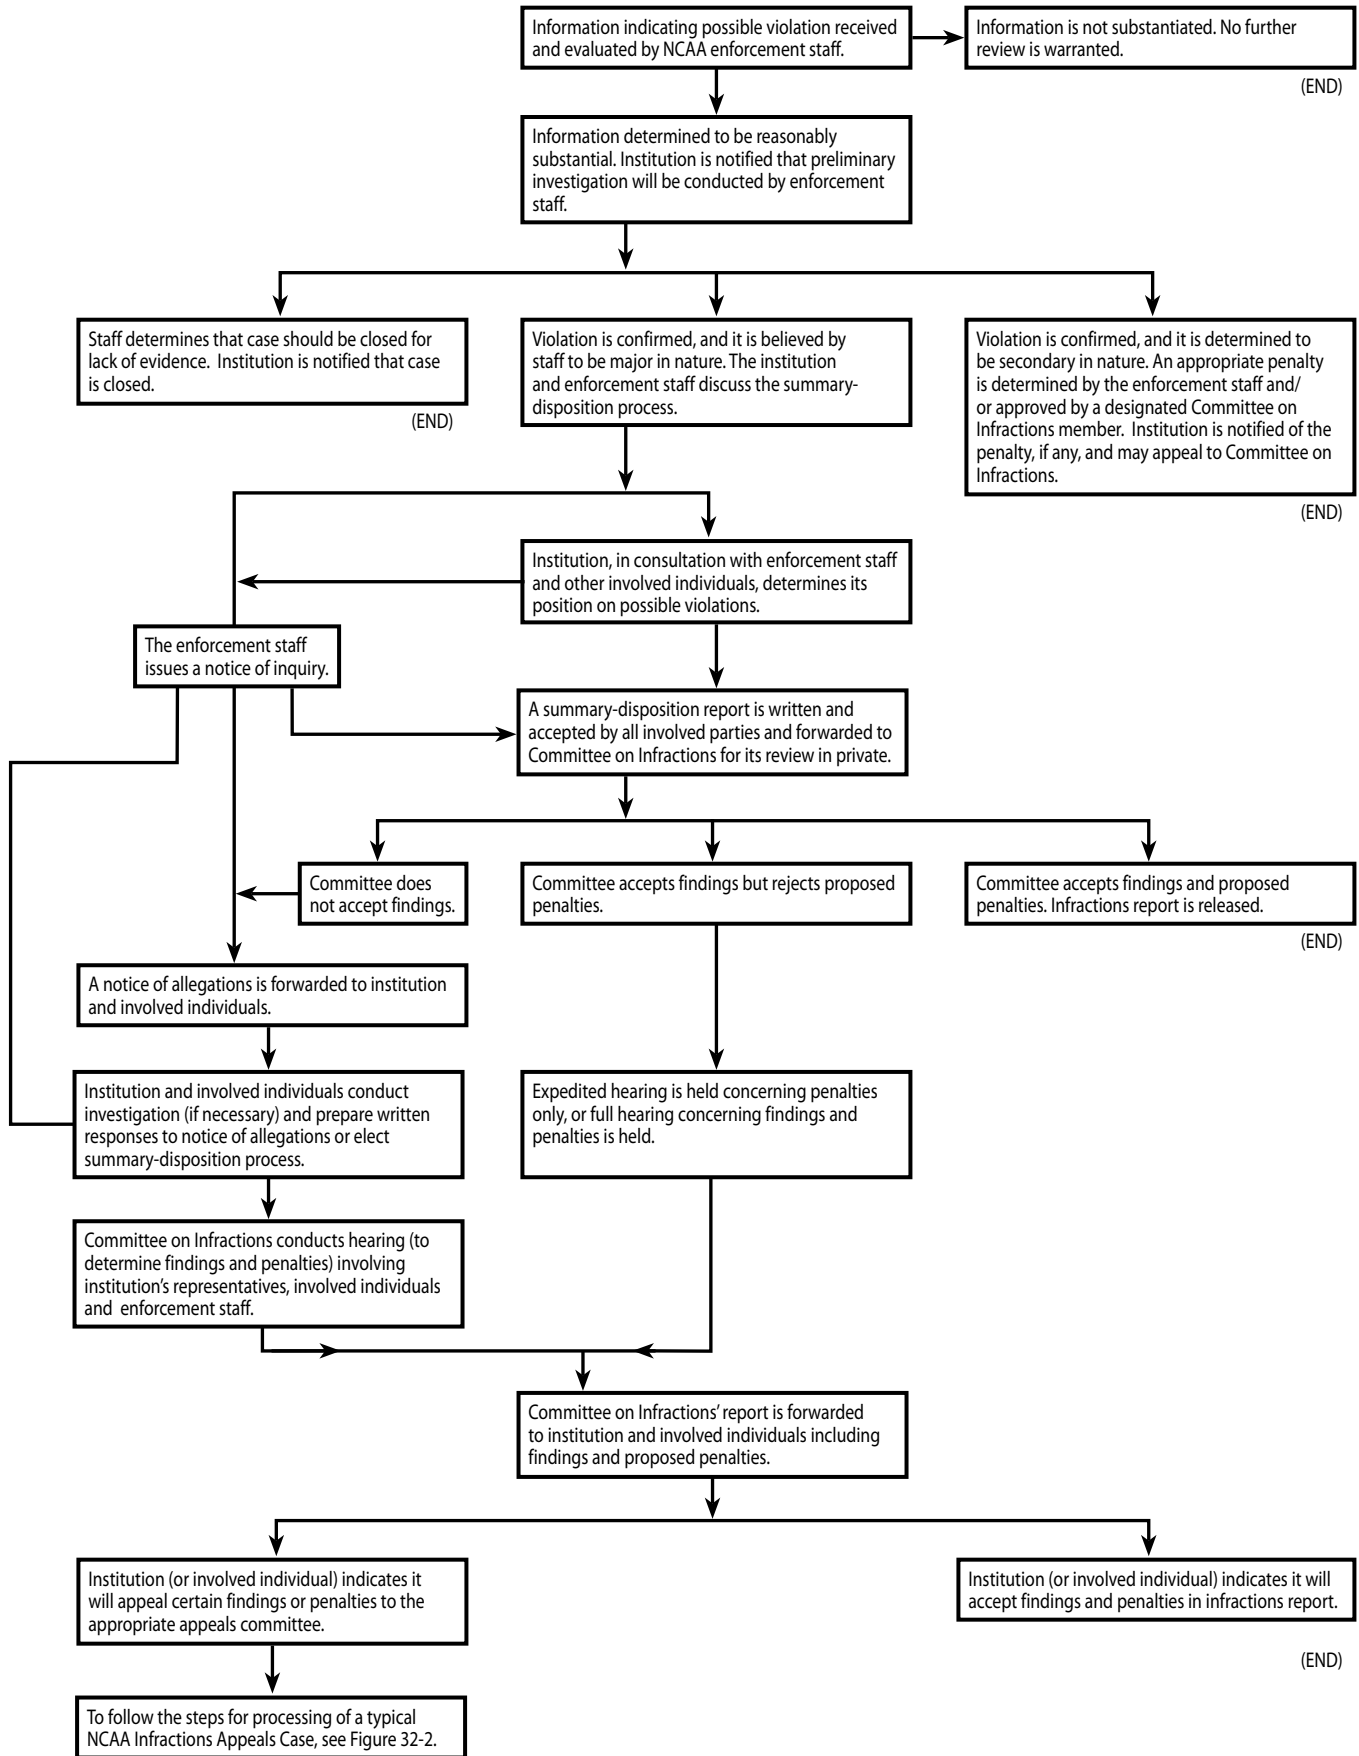 Information indicating possible violation received
and evaluated by NCAA enforcement staff.
Information is not substantiated. No further
review is warranted.
(END)
Information determined to be reasonably
substantial. Institution is notified that preliminary
investigation will be conducted by enforcement
staff.
Staff determines that case should be closed for
lack of evidence. Institution is notified that case
is closed.
(END)
Violation is confirmed, and it is believed by
staff to be major in nature. The institution
and enforcement staff discuss the summary-
disposition process.
Violation is confirmed, and it is determined to
be secondary in nature. An appropriate penalty
is determined by the enforcement staff and/
or approved by a designated Committee on
Infractions member. Institution is notified of the
penalty, if any, and may appeal to Committee on
Infractions.
(END)
Institution, in consultation with enforcement staff
and other involved individuals, determines its
position on possible violations.
The enforcement staff
issues a notice of inquiry.
A summary-disposition report is written and
accepted by all involved parties and forwarded to
Committee on Infractions for its review in private.
Committee does
not accept findings.
Committee accepts findings but rejects proposed
penalties.
Committee accepts findings and proposed
penalties. Infractions report is released.
(END)
A notice of allegations is forwarded to institution
and involved individuals.
Institution and involved individuals conduct
investigation (if necessary) and prepare written
responses to notice of allegations or elect
summary-disposition process.
Expedited hearing is held concerning penalties
only, or full hearing concerning findings and
penalties is held.
Committee on Infractions conducts hearing (to
determine findings and penalties) involving
institution's representatives, involved individuals
and enforcement staff.
Committee on Infractions' report is forwarded
to institution and involved individuals including
findings and proposed penalties.
Institution (or involved individual) indicates it
will appeal certain findings or penalties to the
appropriate appeals committee.
Institution (or involved individual) indicates it will
accept findings and penalties in infractions report.
(END)
To follow the steps for processing of a typical
NCAA Infractions Appeals Case, see Figure 32-2.